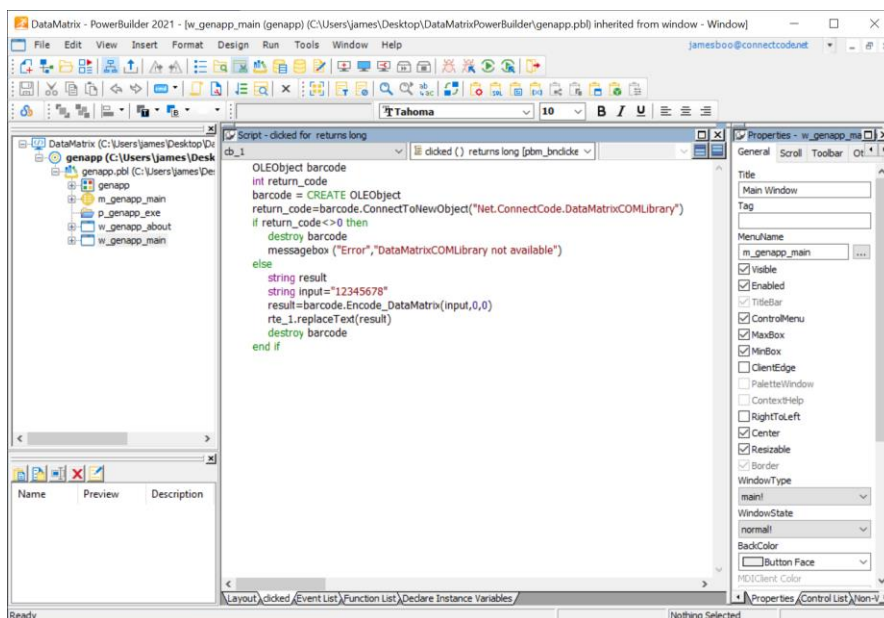 DataMatrix - PowerBuilder 2021 - [w_genapp_main (genapp) (C:\Users\james\Desktop\DataMatrixPowerBuilder\genapp.pbl) inherited from window - Window]
File Edit View Insert Format Design Run Tools Window Help
jamesboo@connectcode.net
Tahoma 10 B I U
DataMatrix (C:\Users\james\Desktop\Da
genapp (C:\Users\james\Desk
genapp.pbl (C:\Users\james\Des
genapp
m_genapp_main
p_genapp_exe
w_genapp_about
w_genapp_main
Name Preview Description
Script - clicked for returns long
cb_1 clicked ( ) returns long [pbm_bnclicke
OLEObject barcode
int return_code
barcode = CREATE OLEObject
return_code=barcode.ConnectToNewObject("Net.ConnectCode.DataMatrixCOMLibrary")
if return_code<>0 then
destroy barcode
messagebox ("Error","DataMatrixCOMLibrary not available")
else
string result
string input="12345678"
result=barcode.Encode_DataMatrix(input,0,0)
rte_1.replaceText(result)
destroy barcode
end if
Layout clicked Event List Function List Declare Instance Variables
Properties - w_genapp_ma
General Scroll Toolbar Ot
Title
Main Window
Tag
MenuName
m_genapp_main ...
Visible
Enabled
TitleBar
ControlMenu
MaxBox
MinBox
ClientEdge
PaletteWindow
ContextHelp
RightToLeft
Center
Resizable
Border
WindowType
main!
WindowState
normal!
BackColor
Button Face
MDIClient Color
Properties Control List Non-V
Ready
Nothing Selected